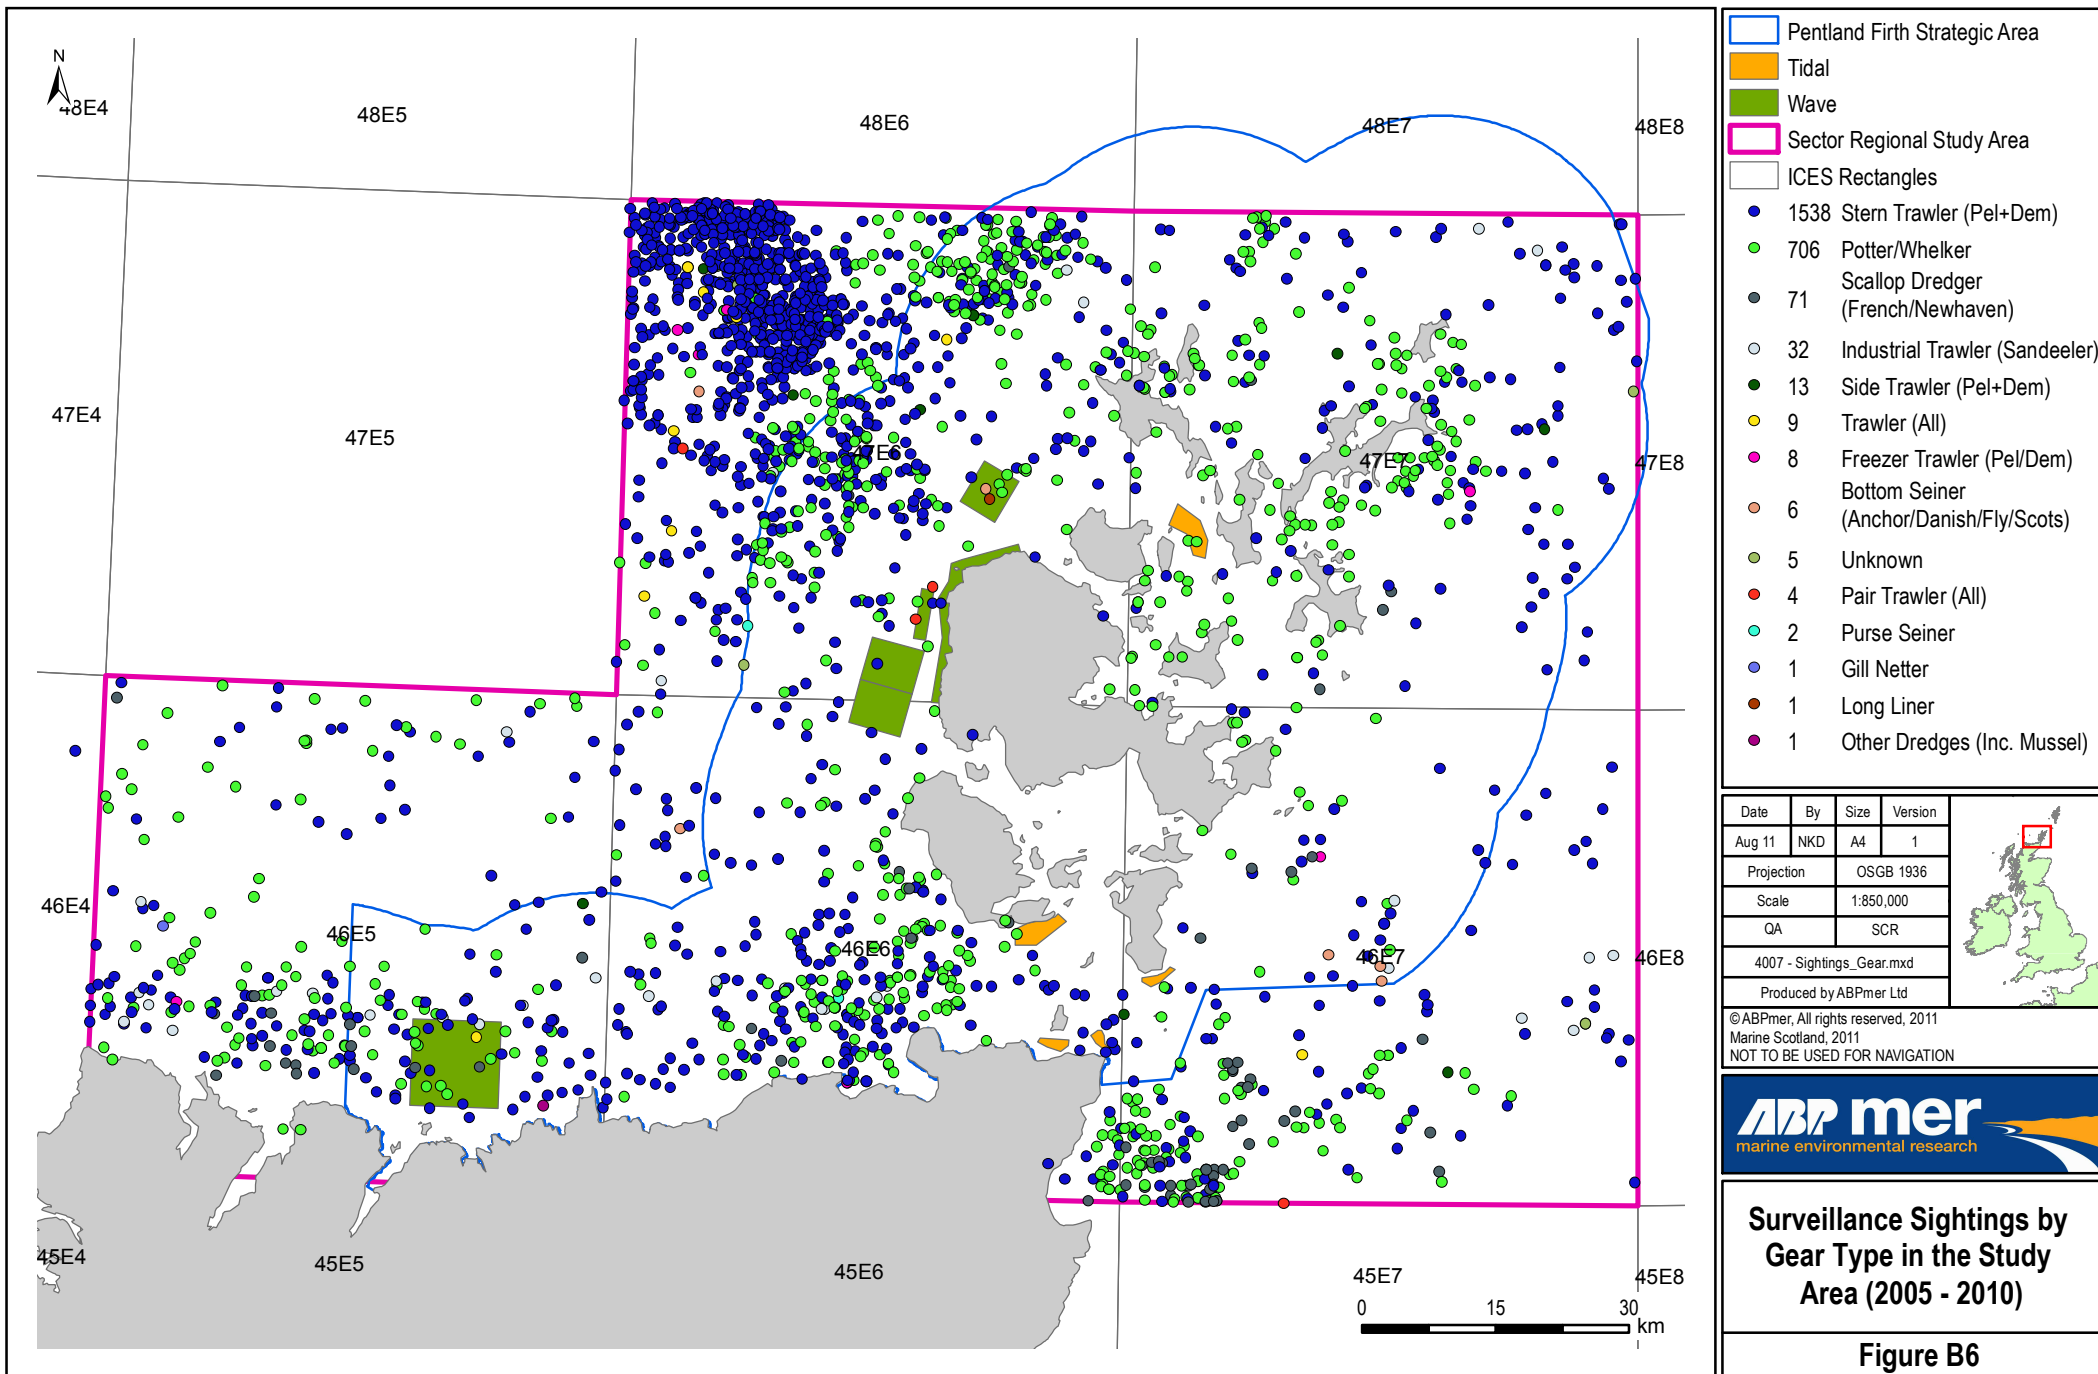 N
48E4
48E5
48E6
48E7
48E8
47E4
47E5
47E6
47E7
47E8
46E4
46E5
46E6
46E7
46E8
45E4
45E5
45E6
45E7
45E8
0 15 30
km
Pentland Firth Strategic Area
Tidal
Wave
Sector Regional Study Area
ICES Rectangles
1538 Stern Trawler (Pel+Dem)
706 Potter/Whelker
71 Scallop Dredger
(French/Newhaven)
32 Industrial Trawler (Sandeeler)
13 Side Trawler (Pel+Dem)
9 Trawler (All)
8 Freezer Trawler (Pel/Dem)
6 Bottom Seiner
(Anchor/Danish/Fly/Scots)
5 Unknown
4 Pair Trawler (All)
2 Purse Seiner
1 Gill Netter
1 Long Liner
1 Other Dredges (Inc. Mussel)
Date By Size Version
Aug 11 NKD A4 1
Projection OSGB 1936
Scale 1:850,000
QA SCR
4007 - Sightings_Gear.mxd
Produced by ABPmer Ltd
© ABPmer, All rights reserved, 2011
Marine Scotland, 2011
NOT TO BE USED FOR NAVIGATION
ABP mer
marine environmental research
Surveillance Sightings by
Gear Type in the Study
Area (2005 - 2010)
Figure B6